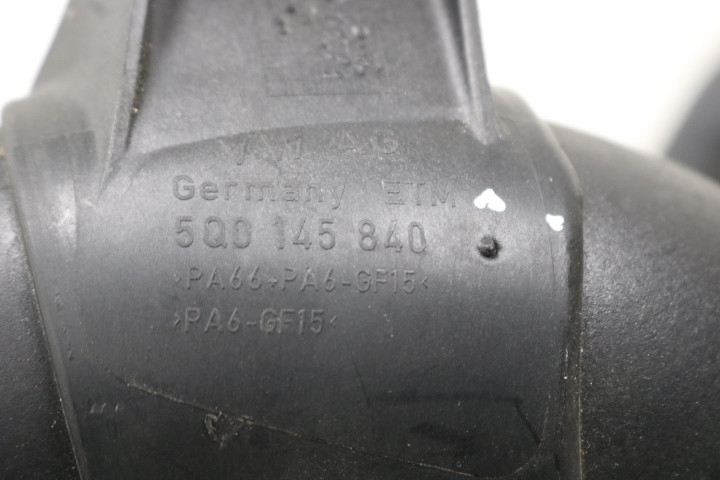 VW AG
Germany ETM
5Q0 145 840
>PA66+PA6-GF15<
>PA6-GF15<